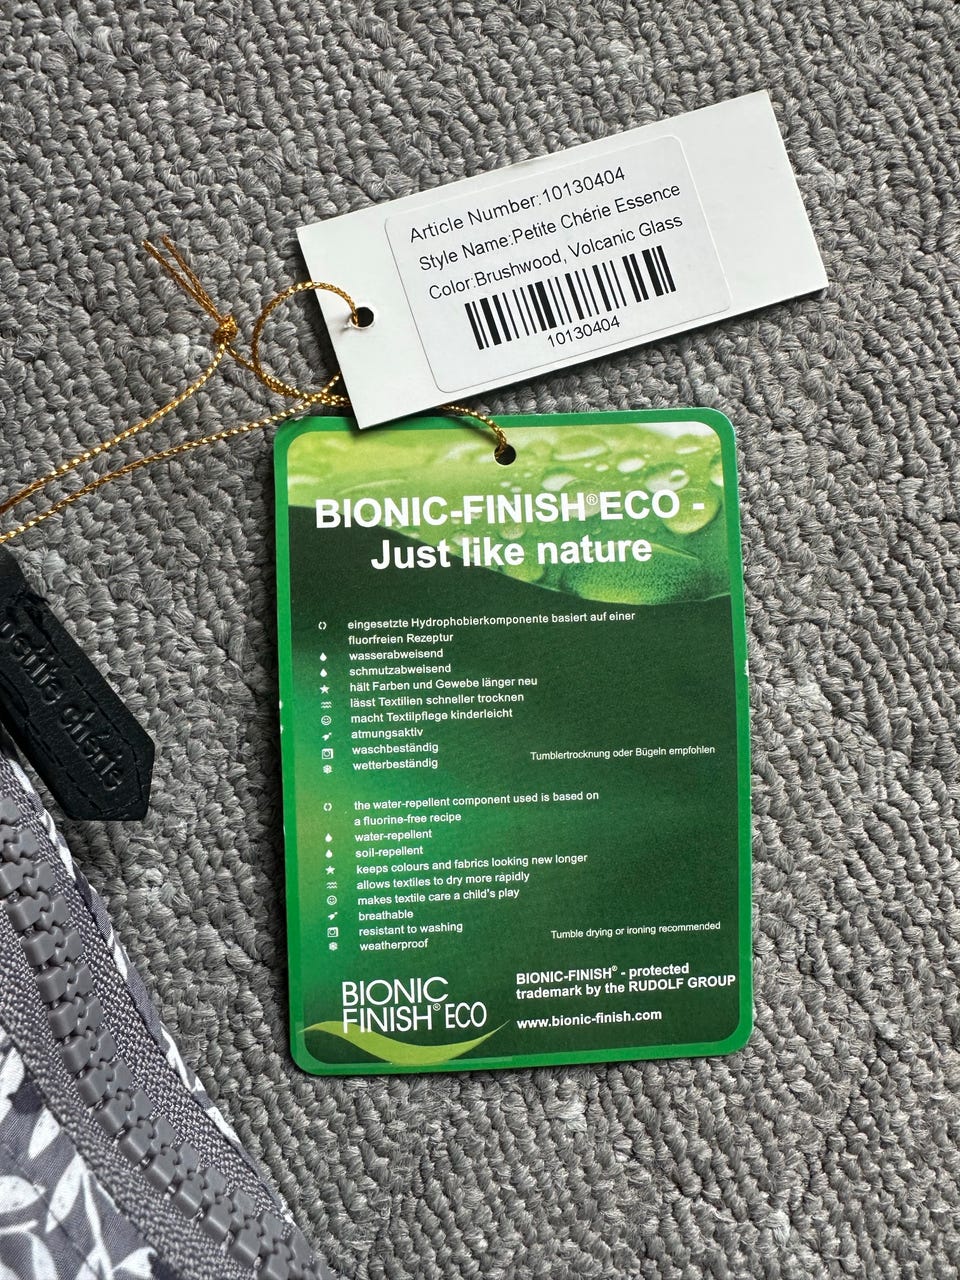 Article Number:10130404
Style Name:Petite Chérie Essence
Color:Brushwood, Volcanic Glass
10130404
BIONIC-FINISH®ECO -
Just like nature
eingesetzte Hydrophobierkomponente basiert auf einer
fluorfreien Rezeptur
wasserabweisend
schmutzabweisend
hält Farben und Gewebe länger neu
lässt Textilien schneller trocknen
macht Textilpflege kinderleicht
atmungsaktiv
waschbeständig
wetterbeständig
Tumblertrocknung oder Bügeln empfohlen
the water-repellent component used is based on
a fluorine-free recipe
water-repellent
soil-repellent
keeps colours and fabrics looking new longer
allows textiles to dry more rapidly
makes textile care a child's play
breathable
resistant to washing
weatherproof
Tumble drying or ironing recommended
BIONIC
FINISH® ECO
BIONIC-FINISH® - protected
trademark by the RUDOLF GROUP
www.bionic-finish.com
petite chérie